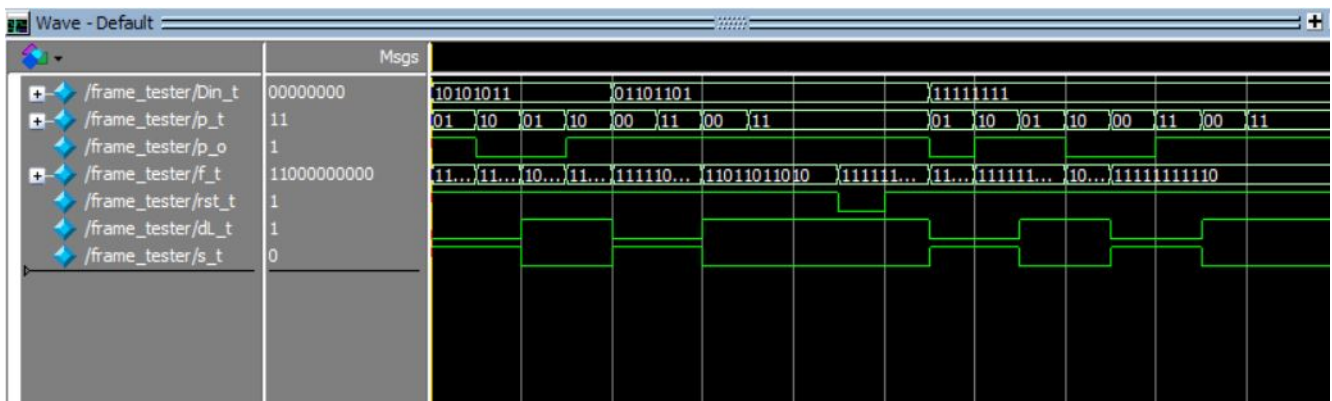 Wave - Default
Msgs
/frame_tester/Din_t 00000000 10101011 01101101 11111111
/frame_tester/p_t 11 01 10 01 10 00 11 00 11 01 10 01 10 00 11 00 11
/frame_tester/p_o 1
/frame_tester/f_t 11000000000 11... 11... 10... 11... 111110... 11011011010 111111... 11... 111111... 10... 11111111110
/frame_tester/rst_t 1
/frame_tester/dL_t 1
/frame_tester/s_t 0